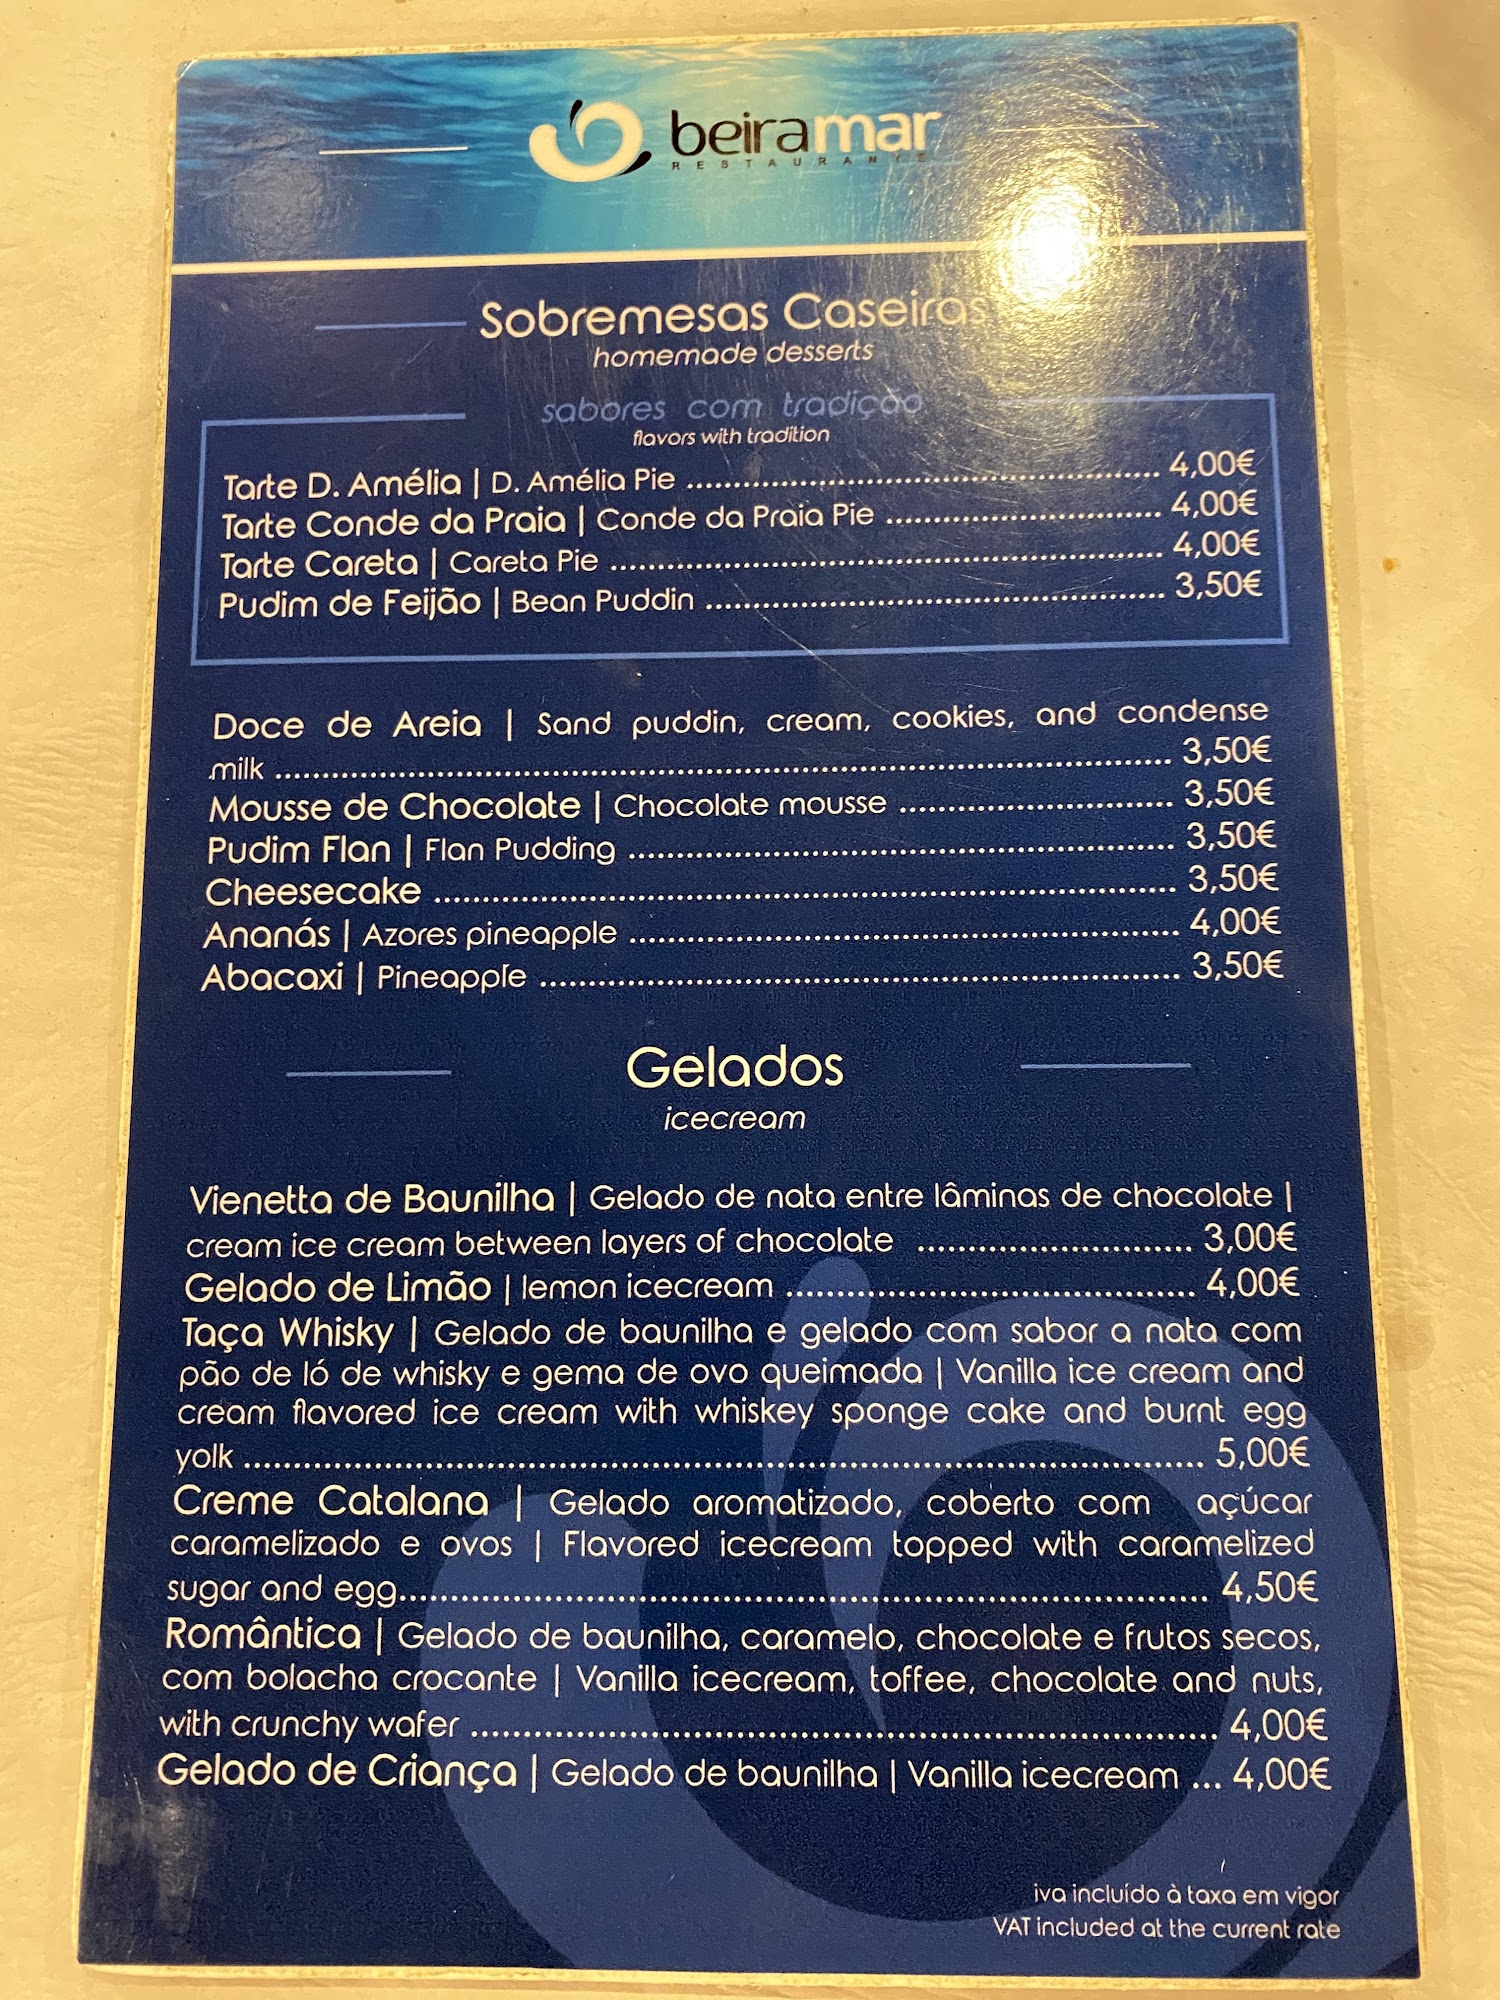 beiramar
RESTAURANTE
Sobremesas Caseiras
homemade desserts
sabores com tradição
flavors with tradition
Tarte D. Amélia | D. Amélia Pie ........ 4,00€
Tarte Conde da Praia | Conde da Praia Pie ........ 4,00€
Tarte Careta | Careta Pie ........ 4,00€
Pudim de Feijão | Bean Puddin ........ 3,50€
Doce de Areia | Sand puddin, cream, cookies, and condense
milk ........ 3,50€
Mousse de Chocolate | Chocolate mousse ........ 3,50€
Pudim Flan | Flan Pudding ........ 3,50€
Cheesecake ........ 3,50€
Ananás | Azores pineapple ........ 4,00€
Abacaxi | Pineapple ........ 3,50€
Gelados
icecream
Vienetta de Baunilha | Gelado de nata entre lâminas de chocolate |
cream ice cream between layers of chocolate ........ 3,00€
Gelado de Limão | lemon icecream ........ 4,00€
Taça Whisky | Gelado de baunilha e gelado com sabor a nata com
pão de ló de whisky e gema de ovo queimada | Vanilla ice cream and
cream flavored ice cream with whiskey sponge cake and burnt egg
yolk ........ 5,00€
Creme Catalana | Gelado aromatizado, coberto com açúcar
caramelizado e ovos | Flavored icecream topped with caramelized
sugar and egg........ 4,50€
Romântica | Gelado de baunilha, caramelo, chocolate e frutos secos,
com bolacha crocante | Vanilla icecream, toffee, chocolate and nuts,
with crunchy wafer ........ 4,00€
Gelado de Criança | Gelado de baunilha | Vanilla icecream ... 4,00€
iva incluído à taxa em vigor
VAT included at the current rate